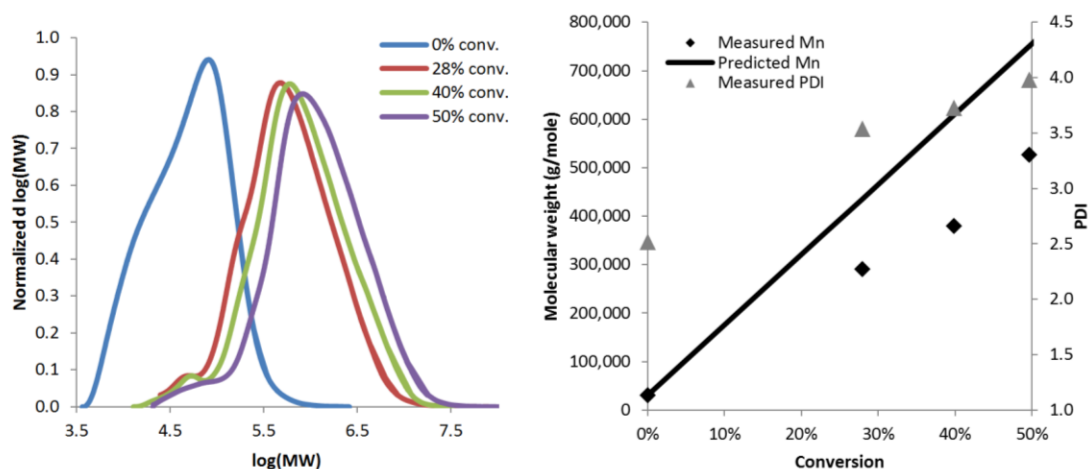 Normalized d log(MW)
1.0
0.9
0.8
0.7
0.6
0.5
0.4
0.3
0.2
0.1
0.0
3.5 4.5 5.5 6.5 7.5
log(MW)
0% conv.
28% conv.
40% conv.
50% conv.
Molecular weight (g/mole)
800,000
700,000
600,000
500,000
400,000
300,000
200,000
100,000
0
0% 10% 20% 30% 40% 50%
Conversion
Measured Mn
Predicted Mn
Measured PDI
4.5
4.0
3.5
3.0
2.5
2.0
1.5
1.0
PDI